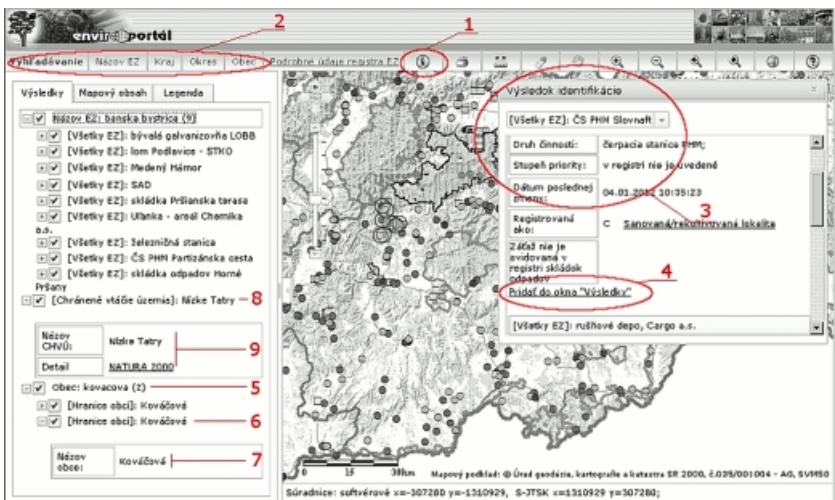 enviroportál
1
2
Vyhľadávanie Názov EZ Kraj Okres Obec Podrobné údaje registra EZ
Výsledky Mapový obsah Legenda
Názov EZ: banska bystrica (9)
[Všetky EZ]: bývalá galvanizovňa LOBB
[Všetky EZ]: lom Podlavice - STKO
[Všetky EZ]: Medený Hámor
[Všetky EZ]: SAD
[Všetky EZ]: skládka Pršianska terasa
[Všetky EZ]: Uľanka - areál Chemika
a.s.
[Všetky EZ]: železničná stanica
[Všetky EZ]: ČS PHM Partizánska cesta
[Všetky EZ]: skládka odpadov Horné
Pršany
[Chránené vtáčie územia]: Nízke Tatry 8
Názov
CHVÚ: Nízke Tatry
9
Detail NATURA 2000
Obec: kovacova (2) 5
[Hranice obcí]: Kováčová
[Hranice obcí]: Kováčová 6
Názov
obce: Kováčová 7
Výsledok identifikácie
[Všetky EZ]: ČS PHM Slovnaft
Druh činnosti: čerpacia stanica PHM;
Stupeň priority: v registri nie je uvedené
Dátum poslednej
zmeny: 04.01.2012 10:35:23
3
Registrovaná
ako: C Sanovaná/rekultivovaná lokalita
Záťaž nie je
evidovaná v
registri skládok
odpadov
4
Pridať do okna "Výsledky"
[Všetky EZ]: rušňové depo, Cargo a.s.
0 15 30km
Mapový podklad: © Úrad geodézie, kartografie a katastra SR 2000, č.039/001004 - AG, SVM50
Súradnice: softvérové x=-307280 y=-1310929, S-JTSK x=1310929 y=307280;